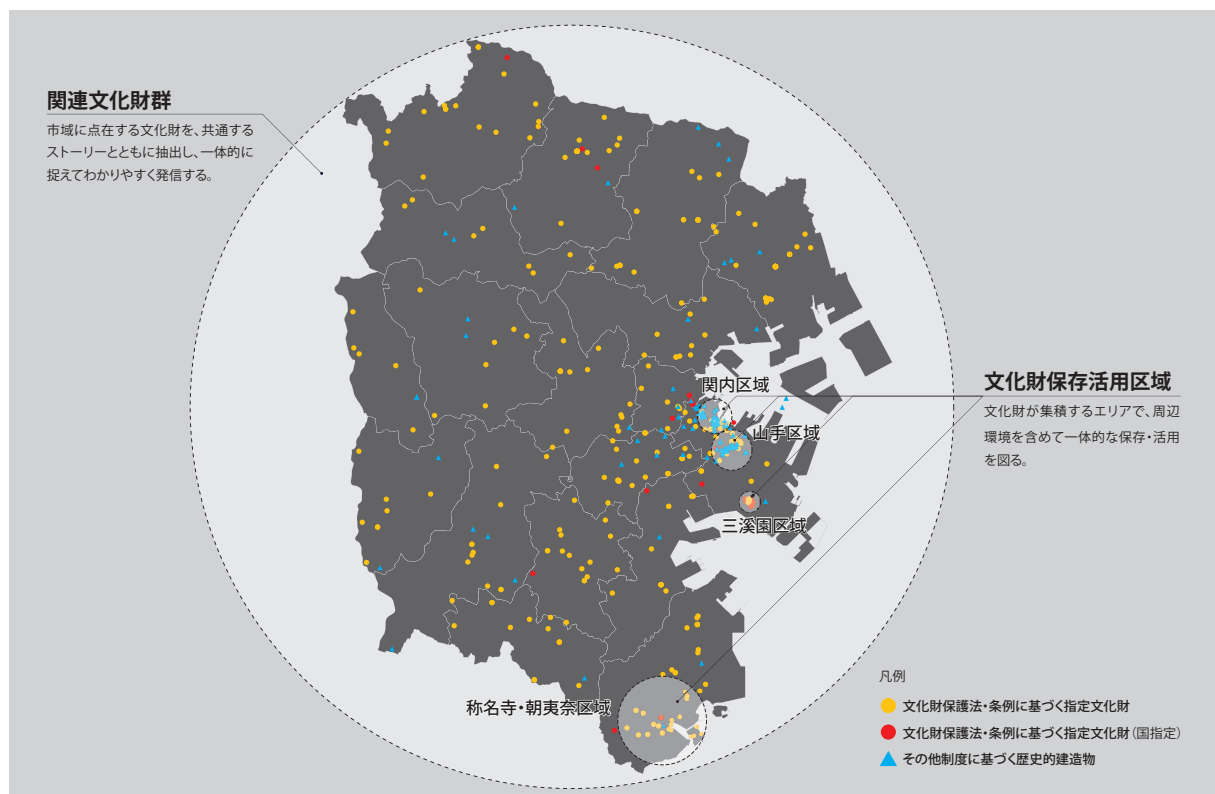 関連文化財群
市域に点在する文化財を、共通する
ストーリーとともに抽出し、一体的に
捉えてわかりやすく発信する。
関内区域
山手区域
三溪園区域
称名寺・朝夷奈区域
文化財保存活用区域
文化財が集積するエリアで、周辺
環境を含めて一体的な保存・活用
を図る。
凡例
文化財保護法・条例に基づく指定文化財
文化財保護法・条例に基づく指定文化財（国指定）
その他制度に基づく歴史的建造物